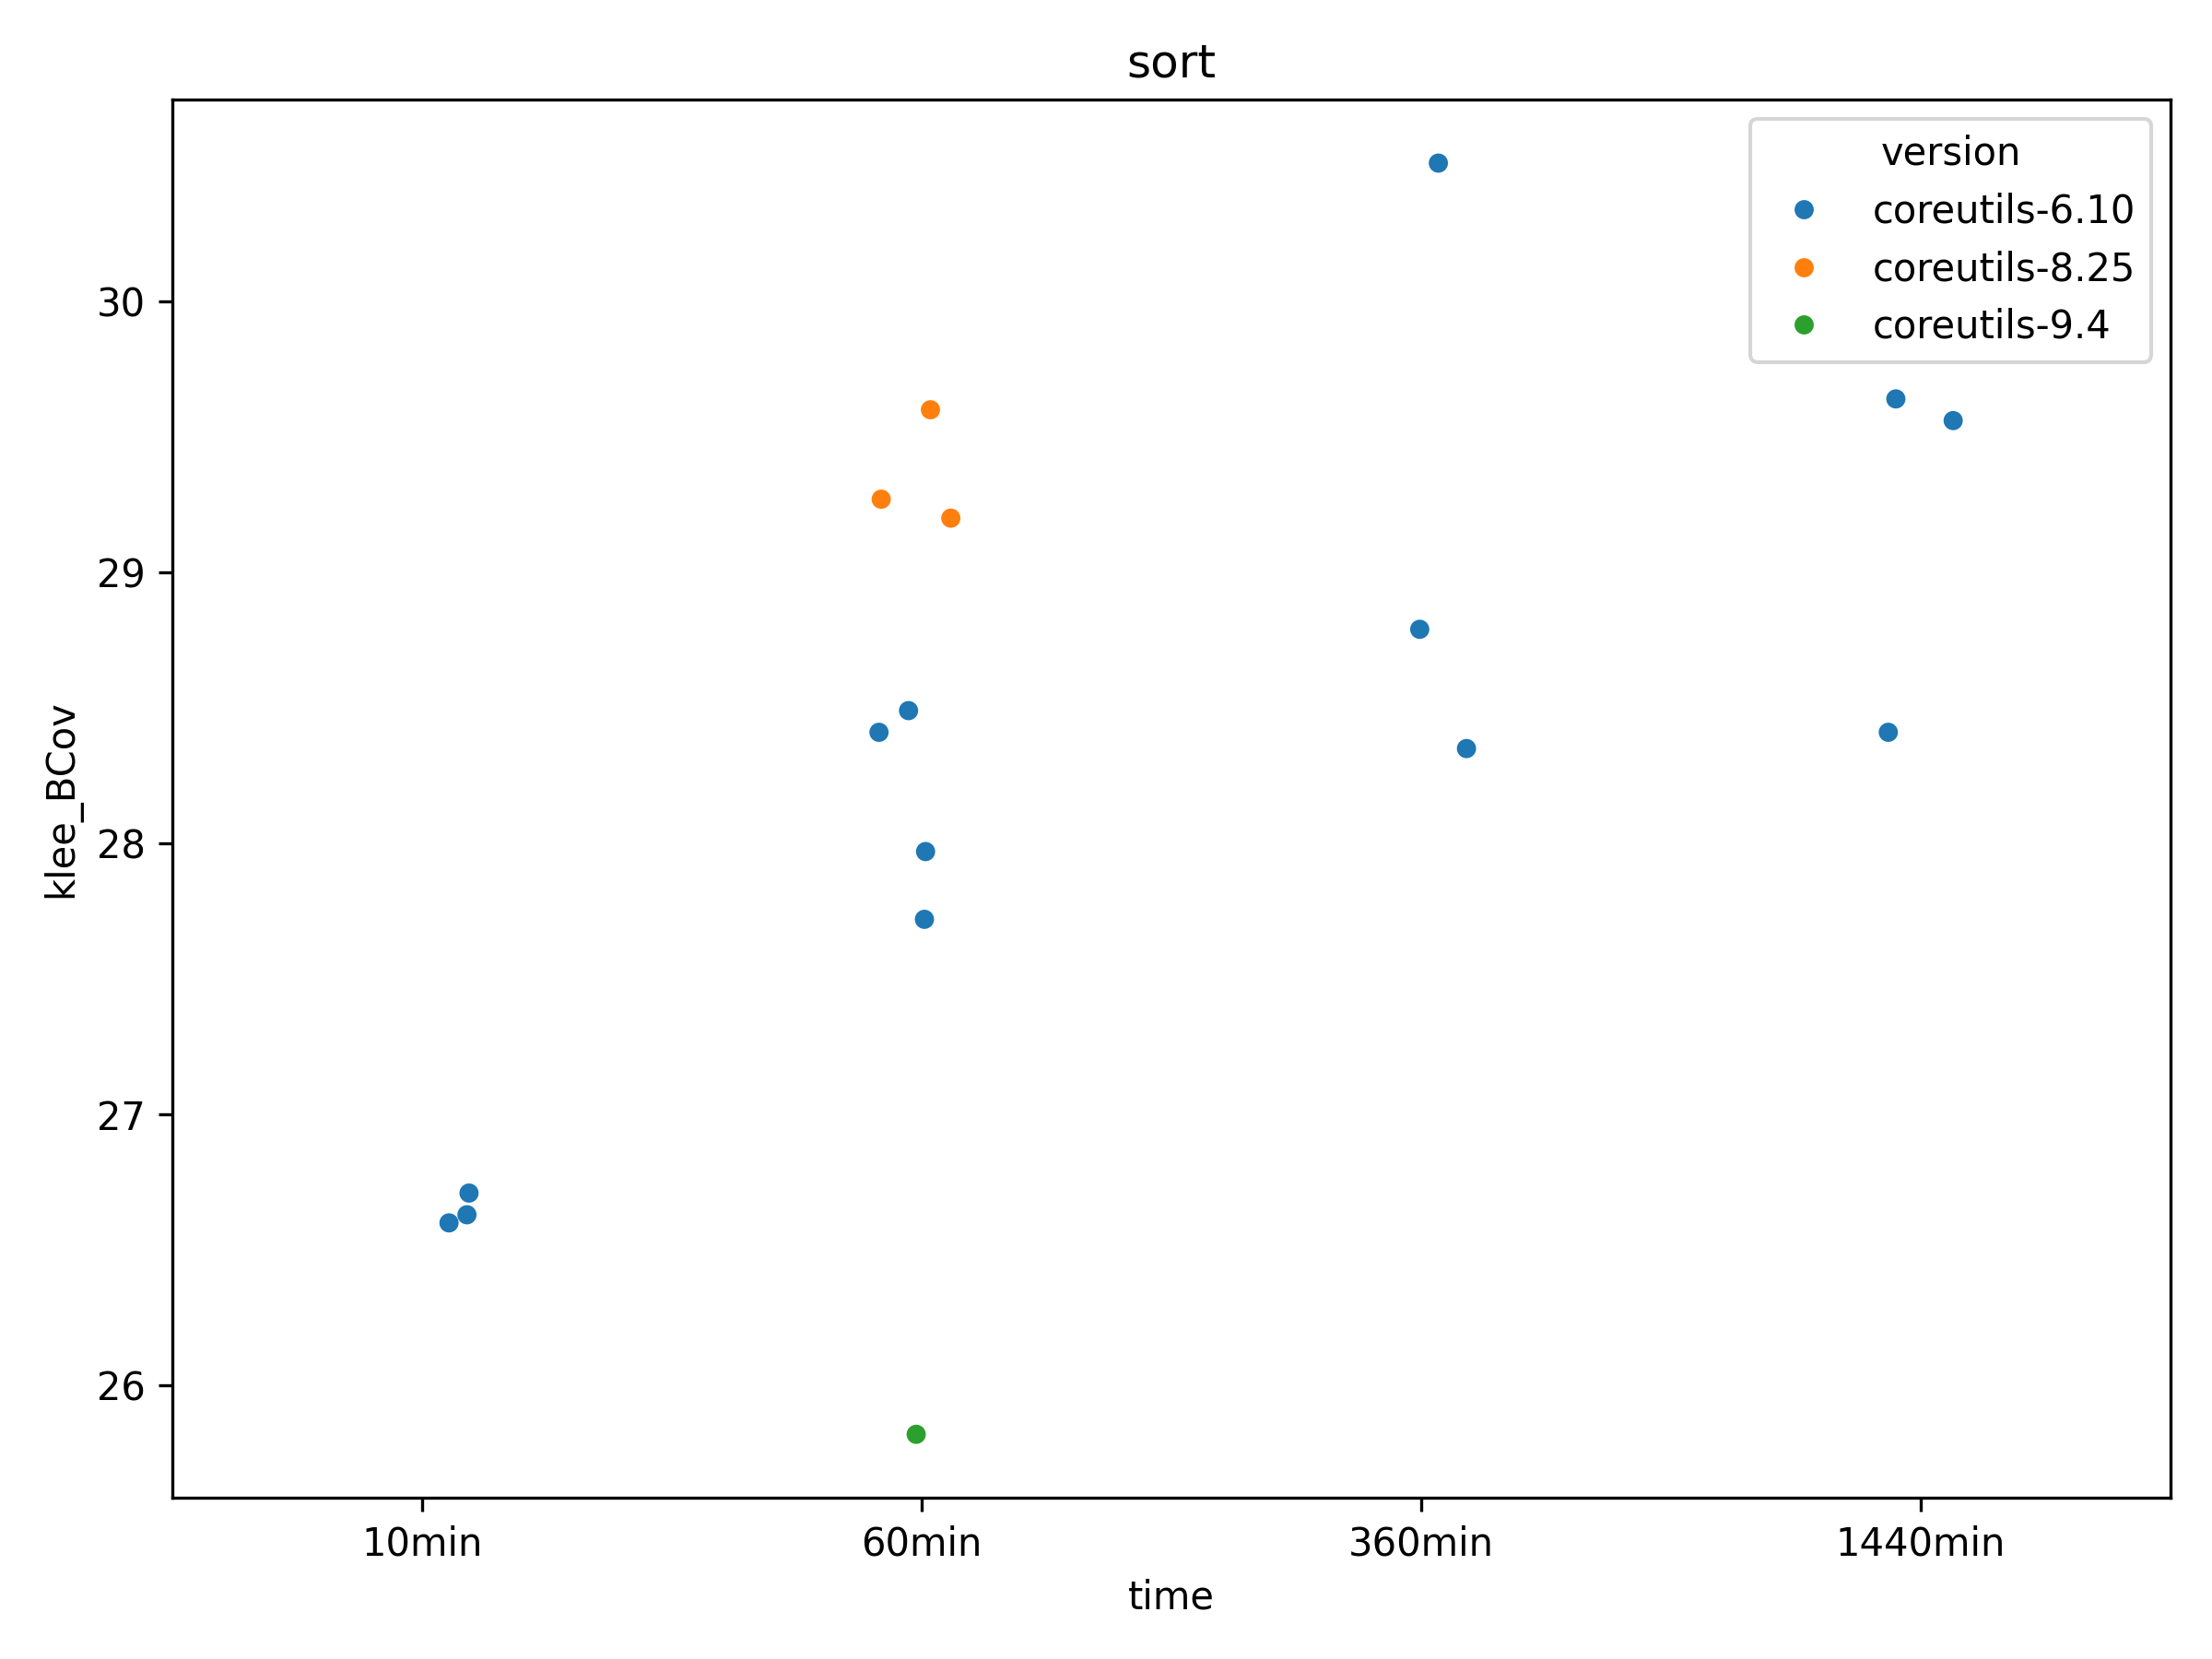 sort
version
coreutils-6.10
coreutils-8.25
coreutils-9.4
klee_BCov
30
29
28
27
26
10min
60min
360min
1440min
time